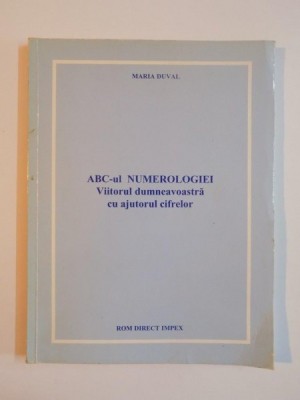 MARIA DUVAL
ABC-ul NUMEROLOGIEI
Viitorul dumneavoastră
cu ajutorul cifrelor
ROM DIRECT IMPEX